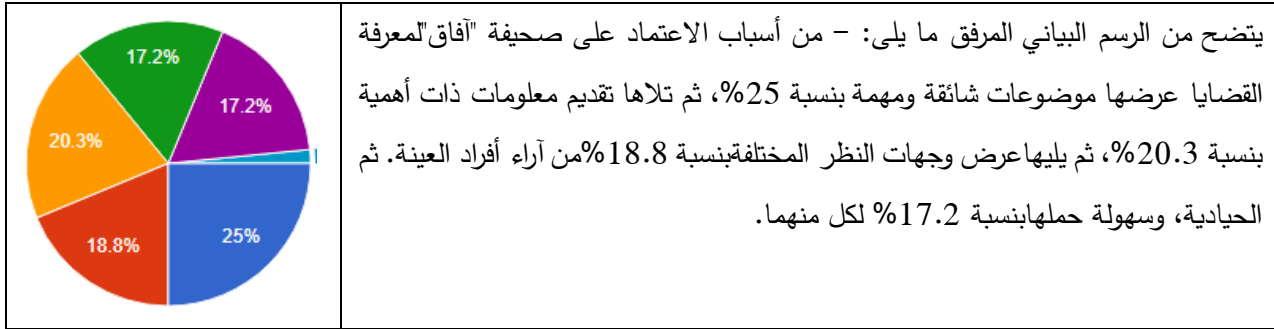 يتضح من الرسم البياني المرفق ما يلى: – من أسباب الاعتماد على صحيفة "آفاق"لمعرفة
القضايا عرضها موضوعات شائقة ومهمة بنسبة 25%، ثم تلاها تقديم معلومات ذات أهمية
بنسبة 20.3%، ثم يليهاعرض وجهات النظر المختلفةبنسبة 18.8%من آراء أفراد العينة. ثم
الحيادية، وسهولة حملهابنسبة 17.2% لكل منهما.
17.2%
17.2%
20.3%
18.8%
25%